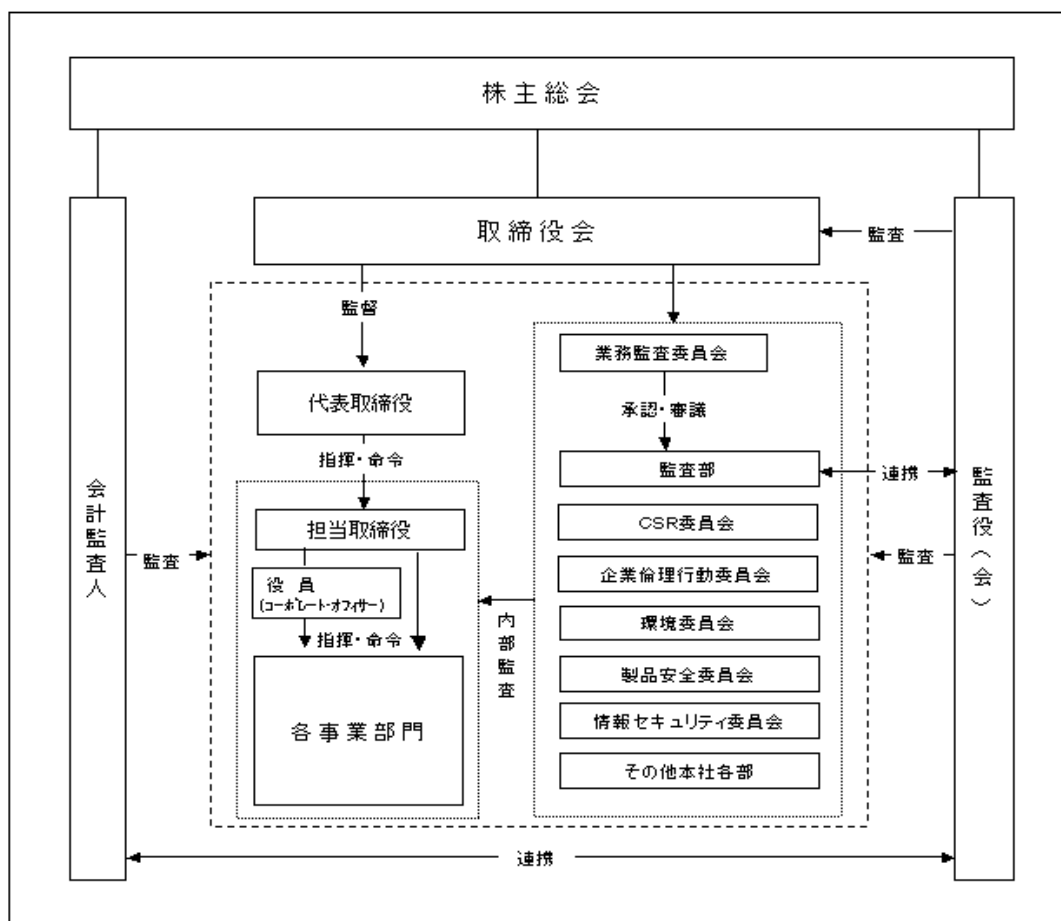 株主総会
取締役会
監査
監督
業務監査委員会
代表取締役
承認・審議
指揮・命令
監査部
連携
会計監査人
監査役(会)
担当取締役
CSR委員会
監査
監査
役員
(コーポレート・オフィサー)
企業倫理行動委員会
内部監査
指揮・命令
環境委員会
各事業部門
製品安全委員会
情報セキュリティ委員会
その他本社各部
連携